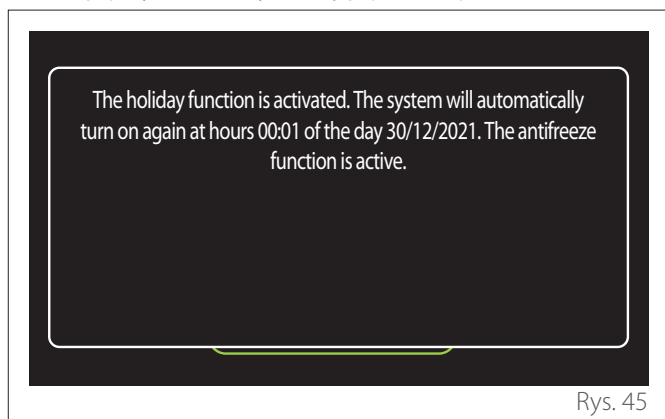 The holiday function is activated. The system will automatically
turn on again at hours 00:01 of the day 30/12/2021. The antifreeze
function is active.
Rys. 45